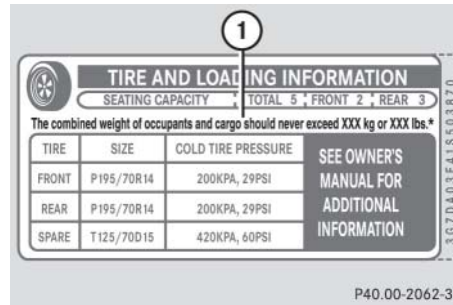 1
TIRE AND LOADING INFORMATION
SEATING CAPACITY TOTAL 5 FRONT 2 REAR 3
The combined weight of occupants and cargo should never exceed XXX kg or XXX lbs.*
TIRE SIZE COLD TIRE PRESSURE
FRONT P195/70R14 200KPA, 29PSI
REAR P195/70R14 200KPA, 29PSI
SPARE T125/70D15 420KPA, 60PSI
SEE OWNER'S
MANUAL FOR
ADDITIONAL
INFORMATION
P40.00-2062-3